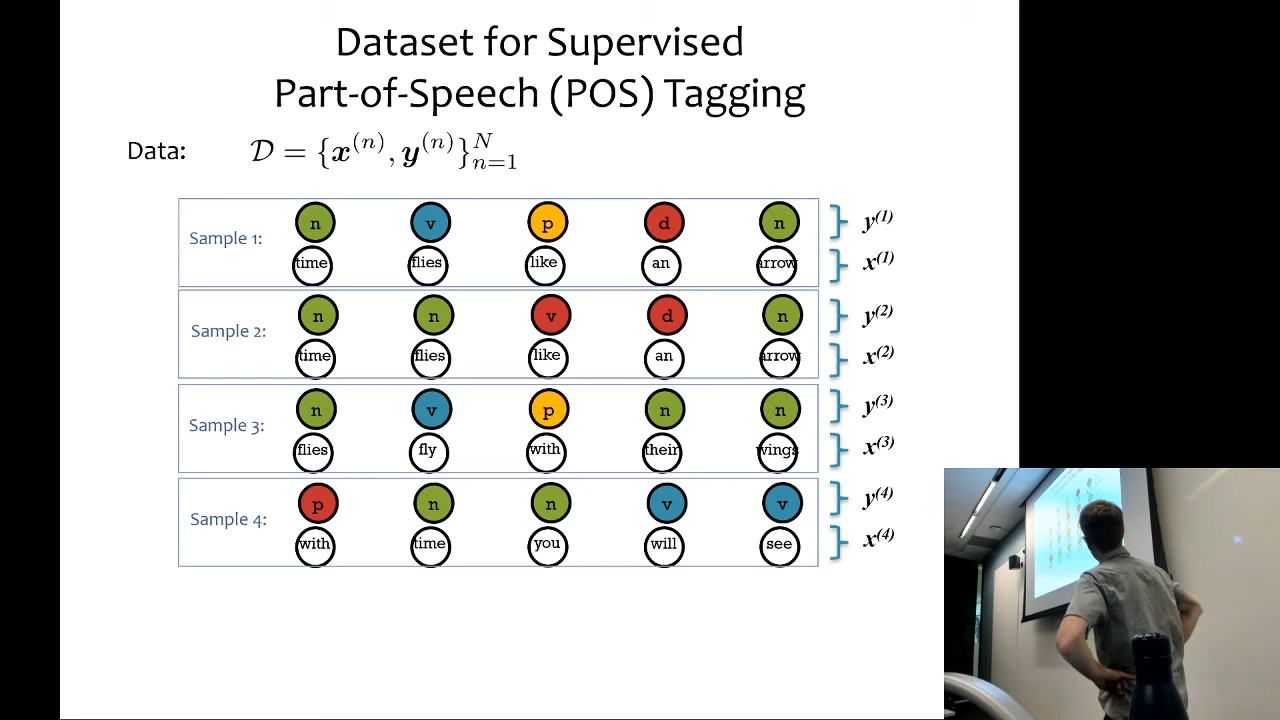 Dataset for Supervised
Part-of-Speech (POS) Tagging
Data: 𝒟 = {x⁽ⁿ⁾, y⁽ⁿ⁾}ᴺₙ₌₁
n v p d n y⁽¹⁾
Sample 1:
time flies like an arrow x⁽¹⁾
n n v d n y⁽²⁾
Sample 2:
time flies like an arrow x⁽²⁾
n v p n n y⁽³⁾
Sample 3:
flies fly with their wings x⁽³⁾
p n n v v y⁽⁴⁾
Sample 4:
with time you will see x⁽⁴⁾